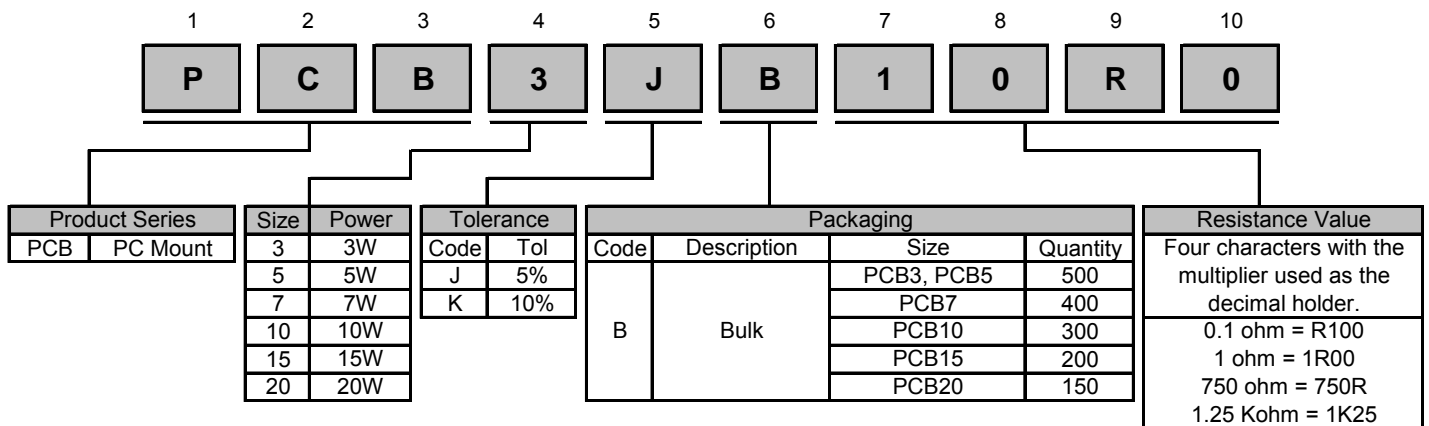 1 2 3 4 5 6 7 8 9 10
P C B 3 J B 1 0 R 0
Product Series
PCB PC Mount
Size Power
3 3W
5 5W
7 7W
10 10W
15 15W
20 20W
Tolerance
Code Tol
J 5%
K 10%
Packaging
Code Description Size Quantity
B Bulk
PCB3, PCB5 500
PCB7 400
PCB10 300
PCB15 200
PCB20 150
Resistance Value
Four characters with the
multiplier used as the
decimal holder.
0.1 ohm = R100
1 ohm = 1R00
750 ohm = 750R
1.25 Kohm = 1K25